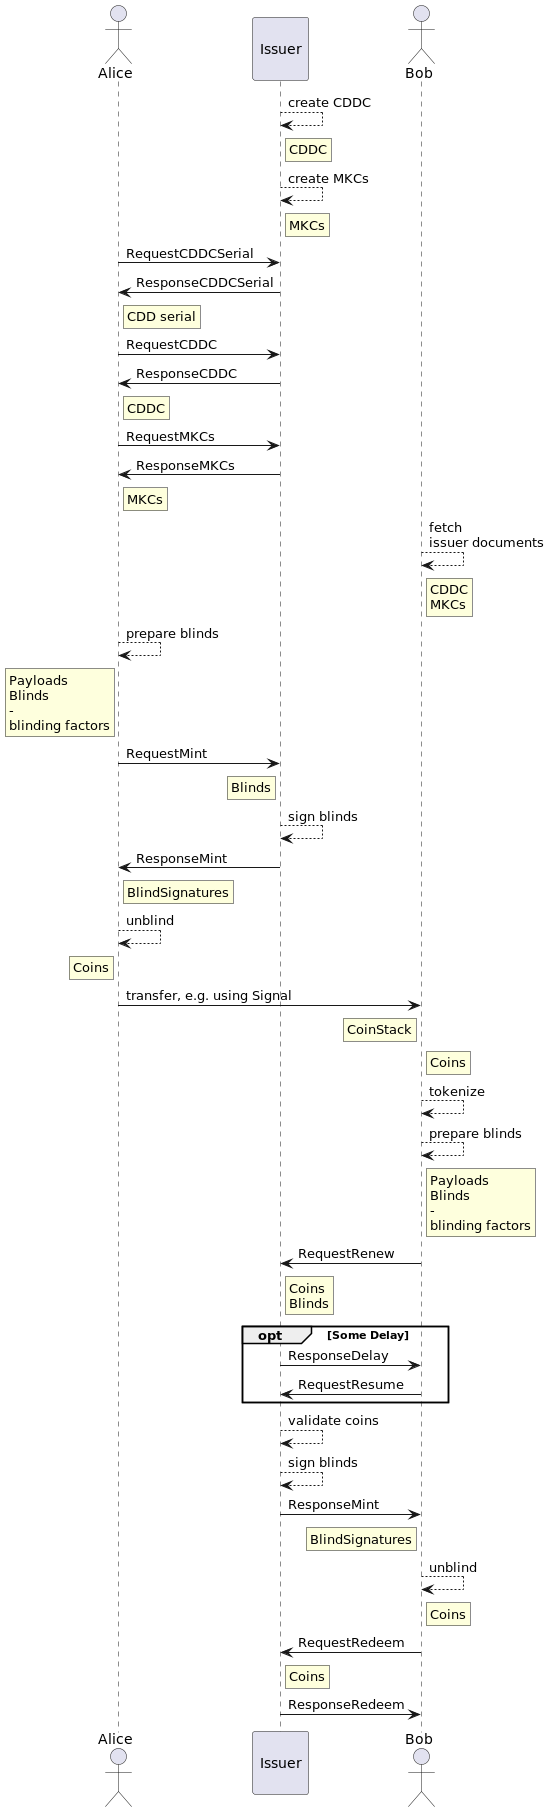 Alice
Issuer
Bob
create CDDC
CDDC
create MKCs
MKCs
RequestCDDCSerial
ResponseCDDCSerial
CDD serial
RequestCDDC
ResponseCDDC
CDDC
RequestMKCs
ResponseMKCs
MKCs
fetch
issuer documents
CDDC
MKCs
prepare blinds
Payloads
Blinds
-
blinding factors
RequestMint
Blinds
sign blinds
ResponseMint
BlindSignatures
unblind
Coins
transfer, e.g. using Signal
CoinStack
Coins
tokenize
prepare blinds
Payloads
Blinds
-
blinding factors
RequestRenew
Coins
Blinds
opt [Some Delay]
ResponseDelay
RequestResume
validate coins
sign blinds
ResponseMint
BlindSignatures
unblind
Coins
RequestRedeem
Coins
ResponseRedeem
Alice
Issuer
Bob